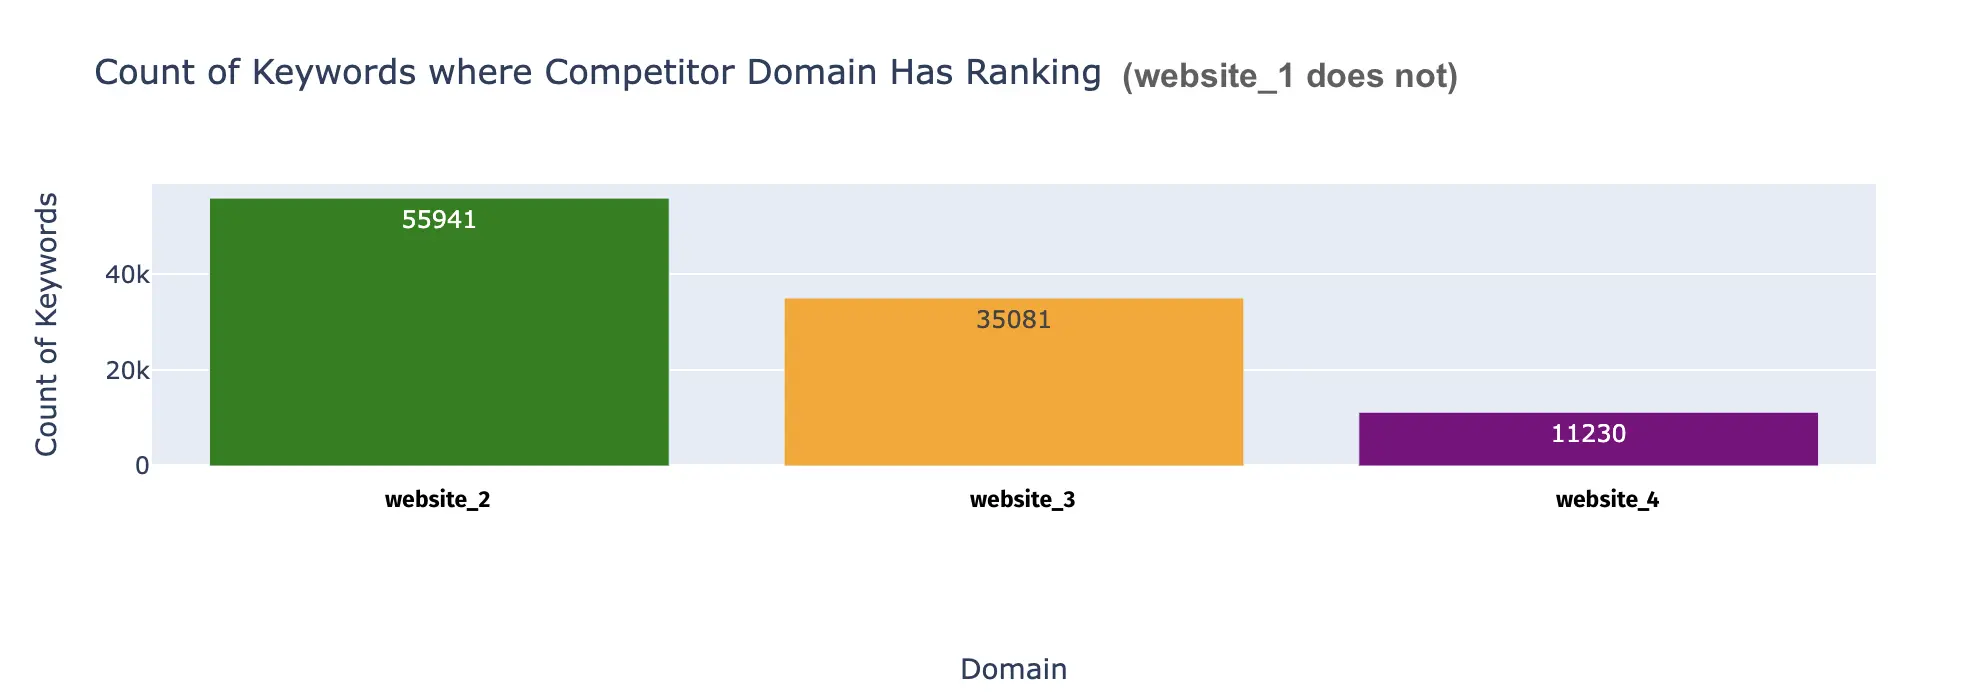 Count of Keywords where Competitor Domain Has Ranking (website_1 does not)
Count of Keywords
40k
20k
0
55941
35081
11230
website_2
website_3
website_4
Domain